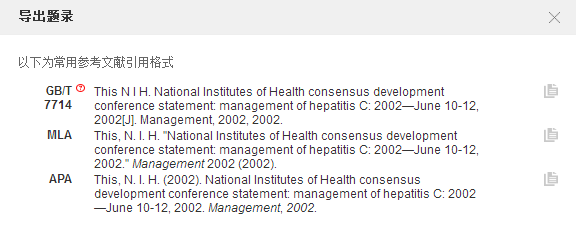 导出题录
以下为常用参考文献引用格式
GB/T ? This N I H. National Institutes of Health consensus development
7714 conference statement: management of hepatitis C: 2002—June 10-12,
2002[J]. Management, 2002, 2002.
MLA This, N. I. H. "National Institutes of Health consensus development
conference statement: management of hepatitis C: 2002—June 10-12,
2002." Management 2002 (2002).
APA This, N. I. H. (2002). National Institutes of Health consensus
development conference statement: management of hepatitis C: 2002
—June 10-12, 2002. Management, 2002.